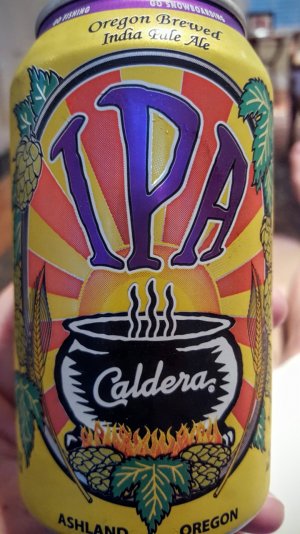 GO FISHING GO SNOWBOARDING
Oregon Brewed
India Pale Ale
IPA
Caldera.
ASHLAND OREGON